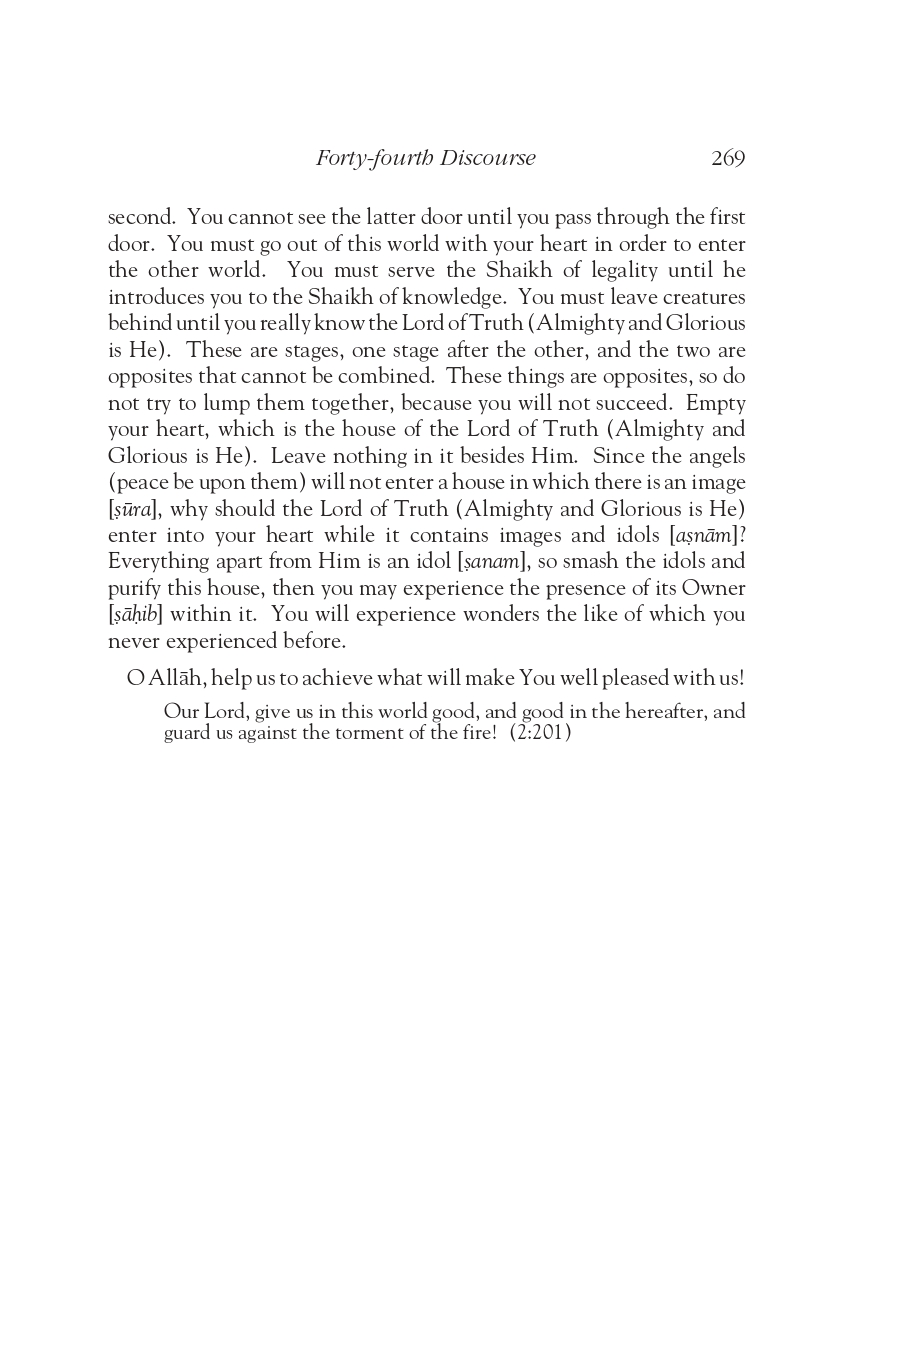 Forty-fourth Discourse 269
second. You cannot see the latter door until you pass through the first
door. You must go out of this world with your heart in order to enter
the other world. You must serve the Shaikh of legality until he
introduces you to the Shaikh of knowledge. You must leave creatures
behind until you really know the Lord of Truth (Almighty and Glorious
is He). These are stages, one stage after the other, and the two are
opposites that cannot be combined. These things are opposites, so do
not try to lump them together, because you will not succeed. Empty
your heart, which is the house of the Lord of Truth (Almighty and
Glorious is He). Leave nothing in it besides Him. Since the angels
(peace be upon them) will not enter a house in which there is an image
[ṣūra], why should the Lord of Truth (Almighty and Glorious is He)
enter into your heart while it contains images and idols [aṣnām]?
Everything apart from Him is an idol [ṣanam], so smash the idols and
purify this house, then you may experience the presence of its Owner
[ṣāḥib] within it. You will experience wonders the like of which you
never experienced before.
O Allāh, help us to achieve what will make You well pleased with us!
Our Lord, give us in this world good, and good in the hereafter, and
guard us against the torment of the fire! (2:201)